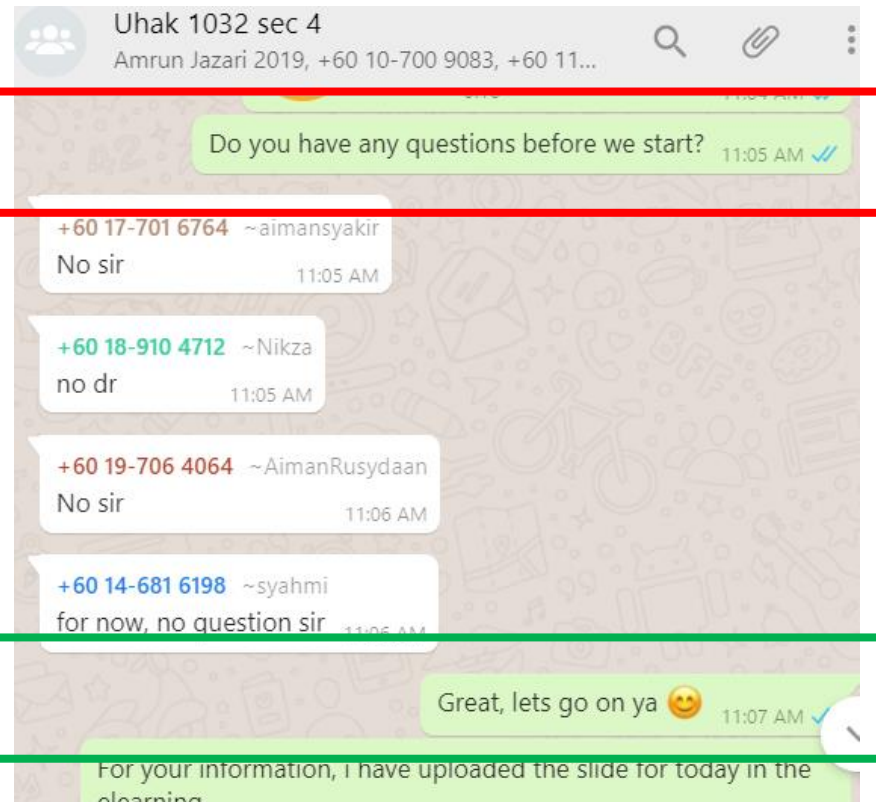 Uhak 1032 sec 4
Amrun Jazari 2019, +60 10-700 9083, +60 11...
Do you have any questions before we start? 11:05 AM
+60 17-701 6764 ~aimansyakir
No sir 11:05 AM
+60 18-910 4712 ~Nikza
no dr 11:05 AM
+60 19-706 4064 ~AimanRusydaan
No sir 11:06 AM
+60 14-681 6198 ~syahmi
for now, no question sir 11:06 AM
Great, lets go on ya 😊 11:07 AM
For your information, I have uploaded the slide for today in the
elearning